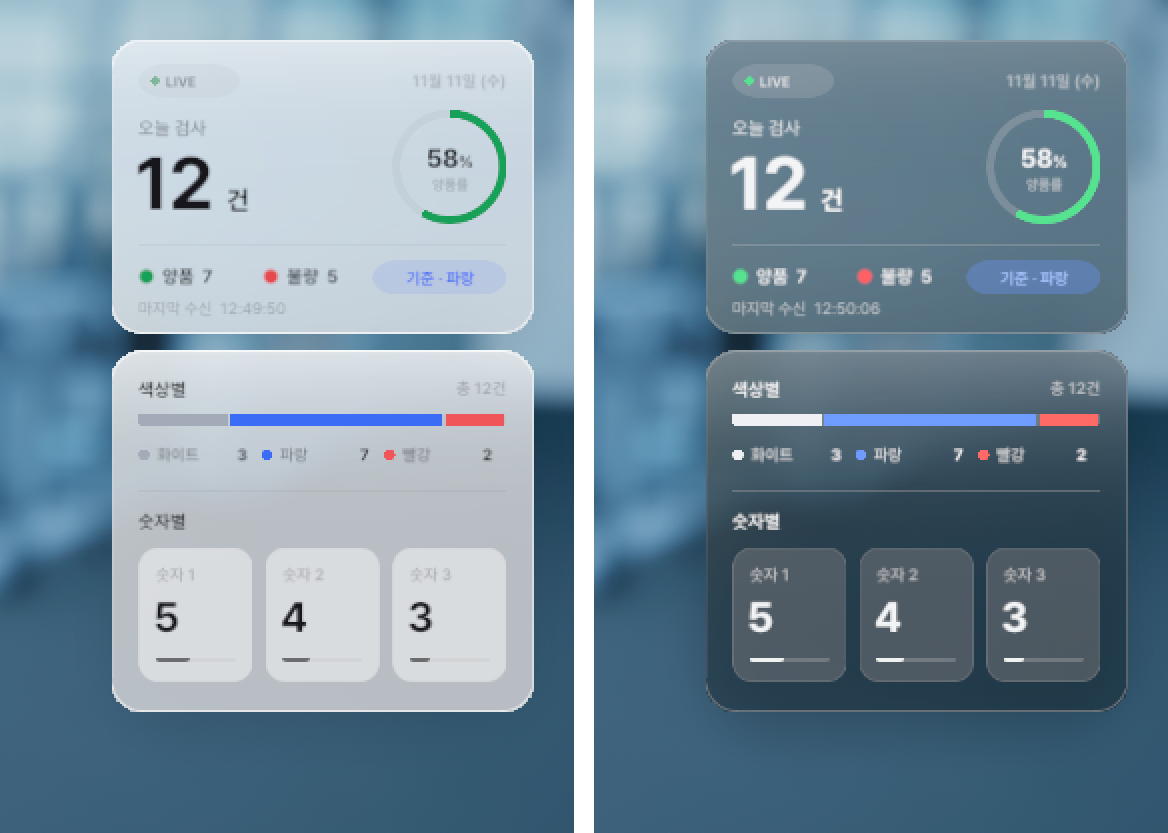 LIVE 11월 11일 (수)
오늘 검사
12 건
58%
양품률
양품 7 불량 5 기준 · 파랑
마지막 수신 12:49:50
색상별 총 12건
화이트 3 파랑 7 빨강 2
숫자별
숫자 1 숫자 2 숫자 3
5 4 3
LIVE 11월 11일 (수)
오늘 검사
12 건
58%
양품률
양품 7 불량 5 기준 · 파랑
마지막 수신 12:50:06
색상별 총 12건
화이트 3 파랑 7 빨강 2
숫자별
숫자 1 숫자 2 숫자 3
5 4 3